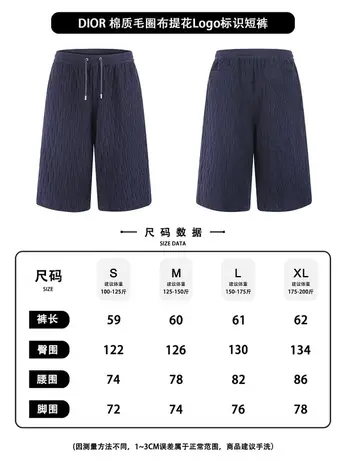 DIOR 棉质毛圈布提花Logo标识短裤
尺码数据
SIZE DATA
尺码 SIZE S 建议体重 100-125斤 M 建议体重 125-150斤 L 建议体重 150-175斤 XL 建议体重 175-200斤
裤长 59 60 61 62
臀围 122 126 130 134
腰围 74 78 82 86
脚围 72 74 76 78
(因测量方法不同，1~3CM误差属于正常范围，商品建议手洗)